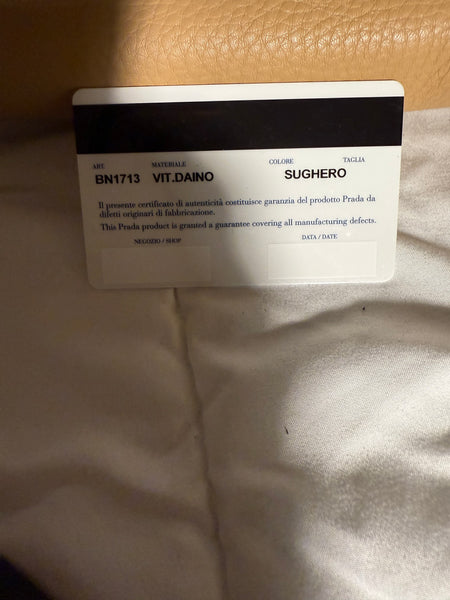 ART. MATERIALE COLORE TAGLIA
BN1713 VIT.DAINO SUGHERO
Il presente certificato di autenticità costituisce garanzia del prodotto Prada da
difetti originari di fabbricazione.
This Prada product is granted a guarantee covering all manufacturing defects.
NEGOZIO / SHOP DATA / DATE